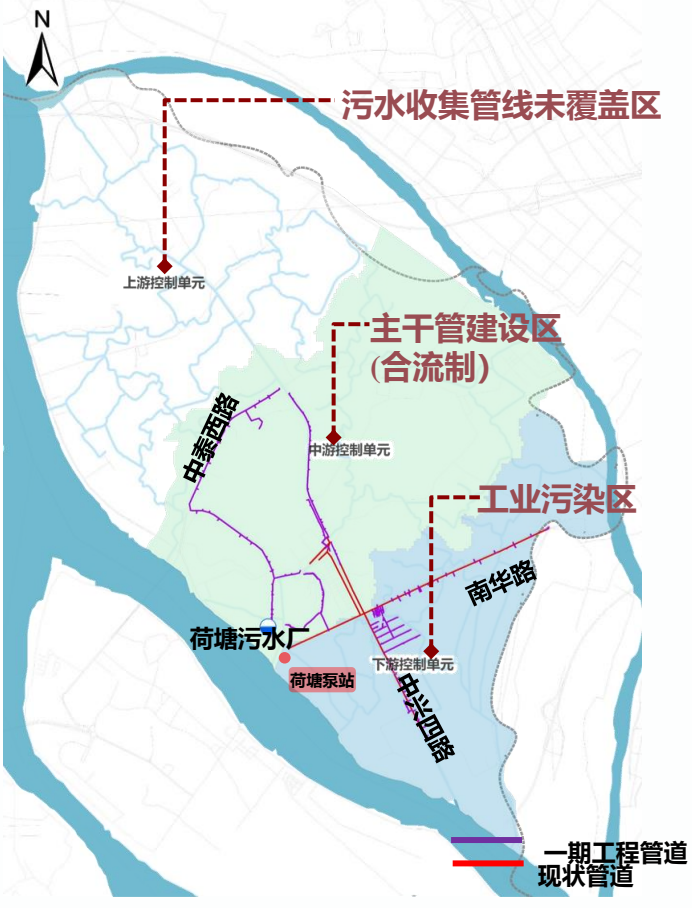 N
污水收集管线未覆盖区
上游控制单元
主干管建设区
(合流制)
中泰西路
中游控制单元
工业污染区
南华路
荷塘污水厂
下游控制单元
荷塘泵站
中兴四路
一期工程管道
现状管道